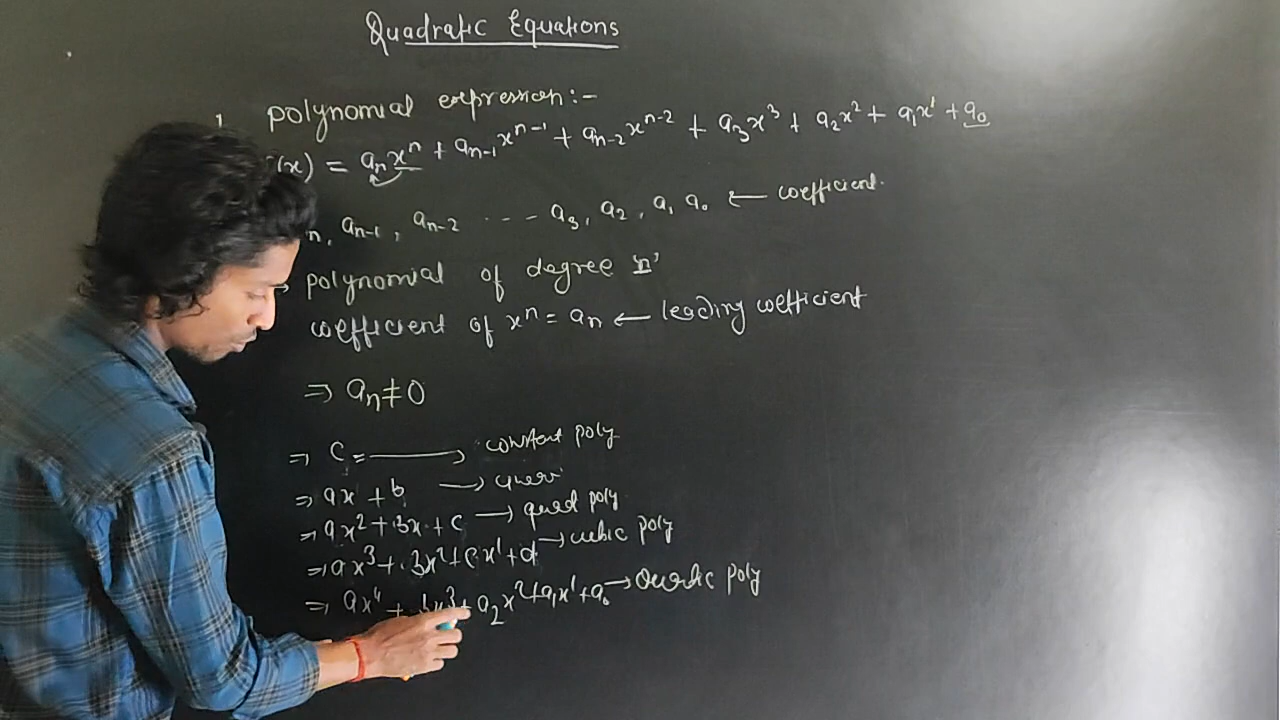 Quadratic Equations
1. polynomial expression:-
(x) = aₙxⁿ + aₙ₋₁xⁿ⁻¹ + aₙ₋₂xⁿ⁻² + a₃x³ + a₂x² + a₁x¹ + a₀
n, aₙ₋₁, aₙ₋₂ --- a₃, a₂, a₁ a₀ ← coefficient.
→ polynomial of degree 'n'
coefficient of xⁿ = aₙ ← leading coefficient
⇒ aₙ ≠ 0
⇒ C = → constant poly
⇒ ax + b →
⇒ ax² + bx + c → quad poly
⇒ ax³ + bx² + cx¹ + d → cubic poly
⇒ ax⁴ + x³ + a₂x² + a₁x¹ + a₀ → poly